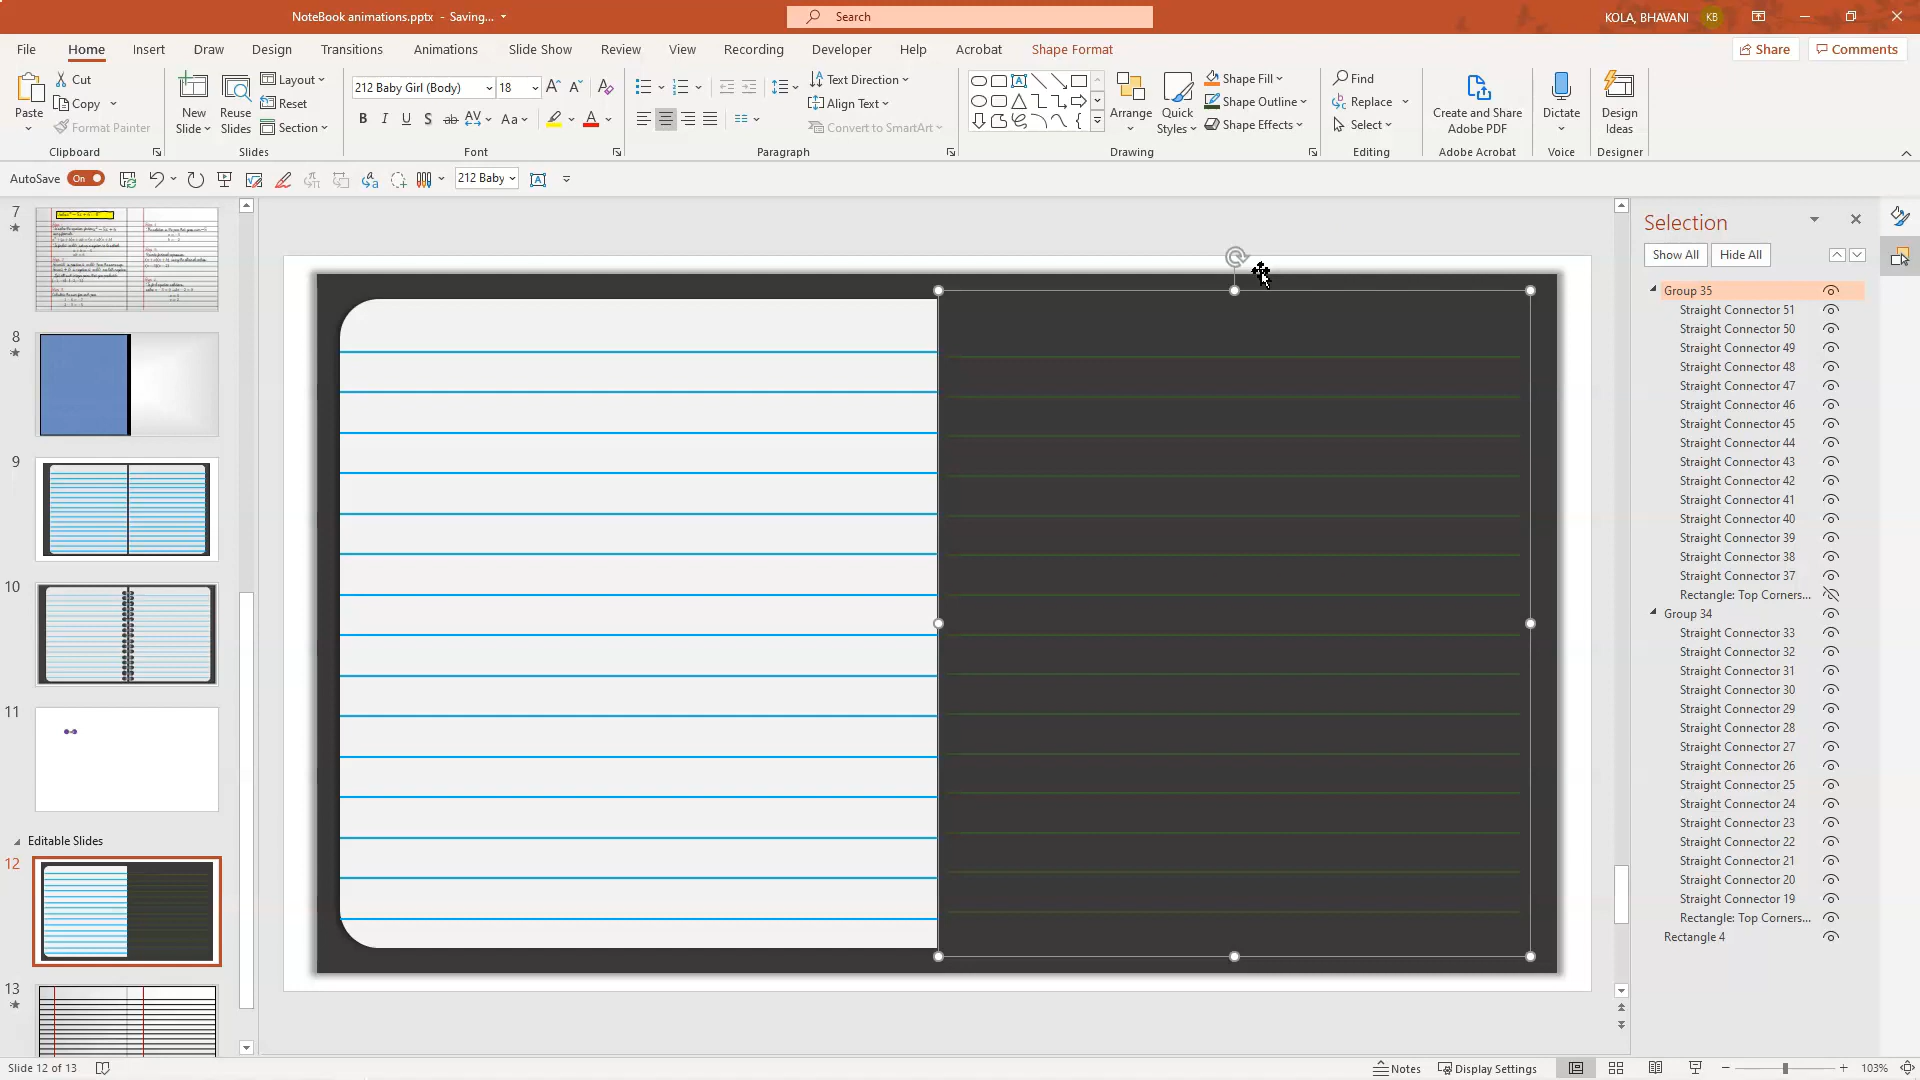 NoteBook animations.pptx - Saving...
Search
KOLA, BHAVANI
KB
File Home Insert Draw Design Transitions Animations Slide Show Review View Recording Developer Help Acrobat Shape Format
Share
Comments
Paste
Cut
Copy
Format Painter
Clipboard
New Slide
Reuse Slides
Layout
Reset
Section
Slides
212 Baby Girl (Body) 18
B I U S ab AV Aa
Font
Text Direction
Align Text
Convert to SmartArt
Paragraph
Arrange
Quick Styles
Shape Fill
Shape Outline
Shape Effects
Drawing
Find
Replace
Select
Editing
Create and Share Adobe PDF
Adobe Acrobat
Dictate
Voice
Design Ideas
Designer
AutoSave On
212 Baby
7
8
9
10
11
Editable Slides
12
13
Selection
Show All Hide All
Group 35
Straight Connector 51
Straight Connector 50
Straight Connector 49
Straight Connector 48
Straight Connector 47
Straight Connector 46
Straight Connector 45
Straight Connector 44
Straight Connector 43
Straight Connector 42
Straight Connector 41
Straight Connector 40
Straight Connector 39
Straight Connector 38
Straight Connector 37
Rectangle: Top Corners...
Group 34
Straight Connector 33
Straight Connector 32
Straight Connector 31
Straight Connector 30
Straight Connector 29
Straight Connector 28
Straight Connector 27
Straight Connector 26
Straight Connector 25
Straight Connector 24
Straight Connector 23
Straight Connector 22
Straight Connector 21
Straight Connector 20
Straight Connector 19
Rectangle: Top Corners...
Rectangle 4
Slide 12 of 13
Notes
Display Settings
103%